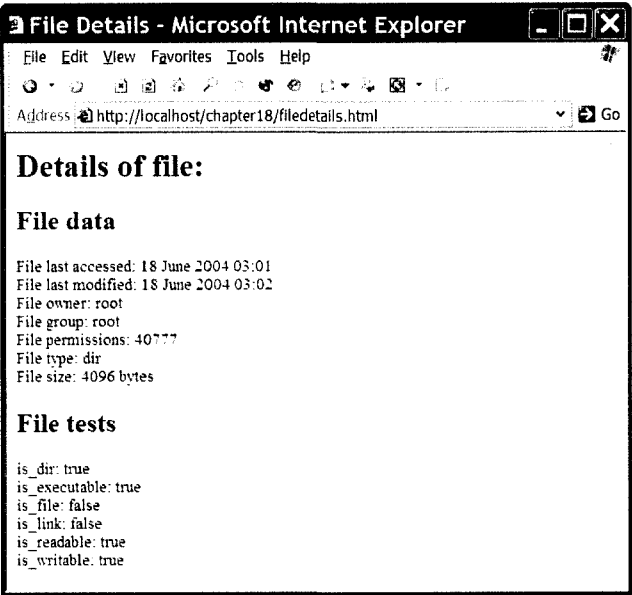 File Details - Microsoft Internet Explorer
File Edit View Favorites Tools Help
Address http://localhost/chapter18/filedetails.html Go
Details of file:
File data
File last accessed: 18 June 2004 03:01
File last modified: 18 June 2004 03:02
File owner: root
File group: root
File permissions: 40777
File type: dir
File size: 4096 bytes
File tests
is_dir: true
is_executable: true
is_file: false
is_link: false
is_readable: true
is_writable: true